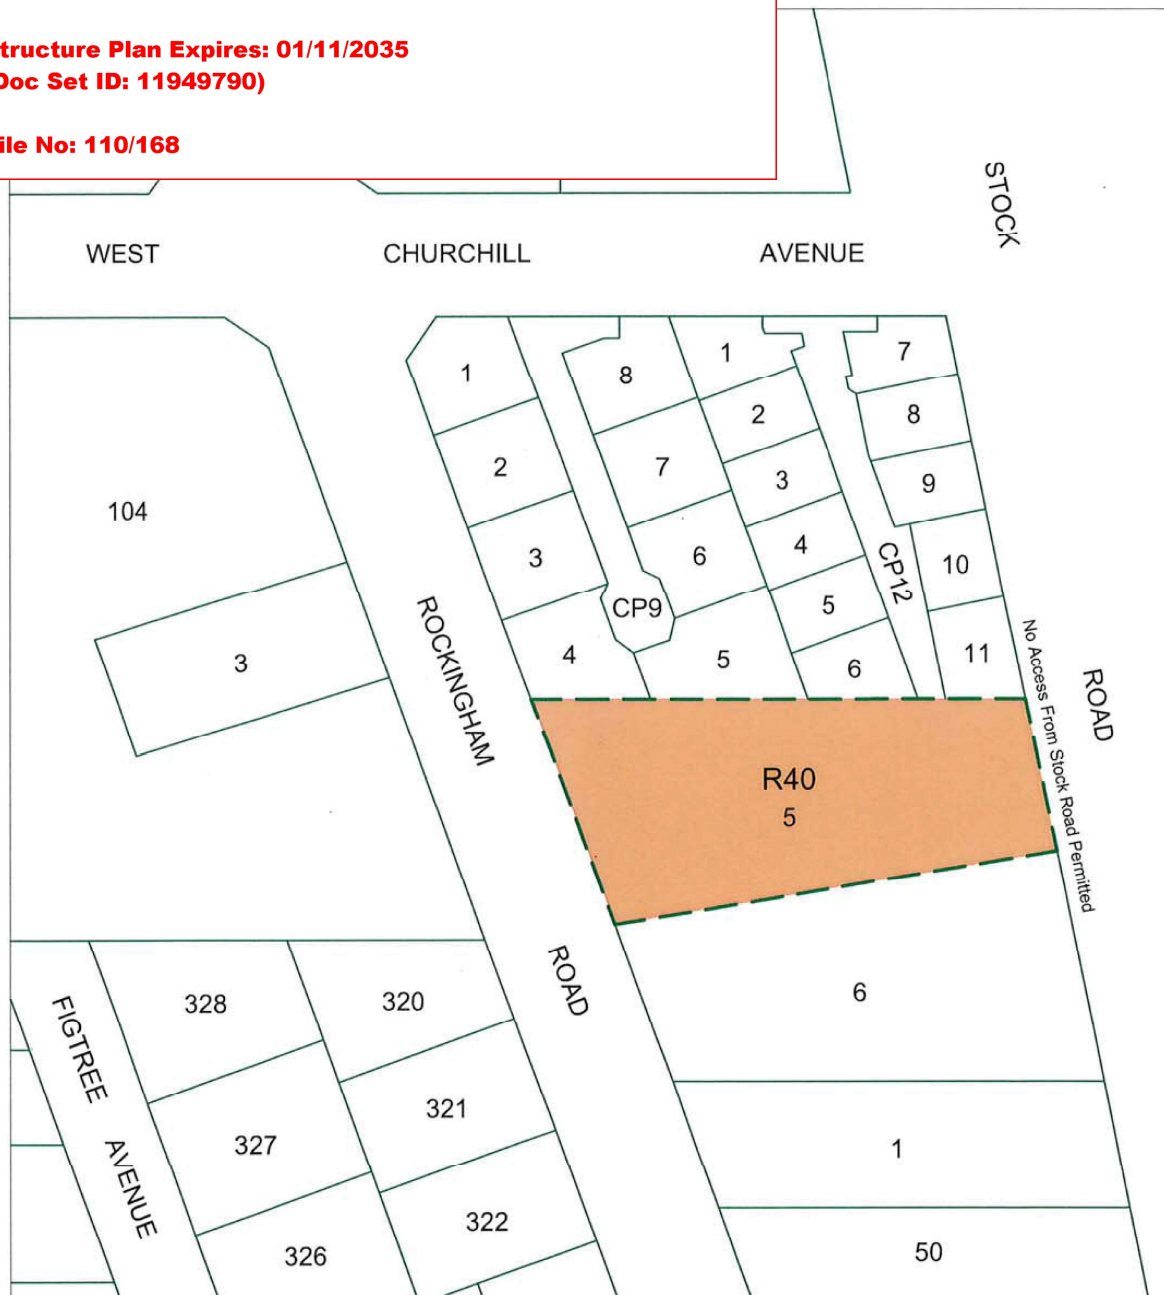 tructure Plan Expires: 01/11/2035
Doc Set ID: 11949790)
ile No: 110/168
STOCK
WEST CHURCHILL AVENUE
1
8
1
7
2
8
2
7
3
9
104
3
6
4
CP12
10
CP9
5
4
5
6
11
3
ROCKINGHAM
No Access From Stock Road Permitted
ROAD
R40
5
ROAD
6
FIGTREE
328
320
321
327
1
AVENUE
322
326
50